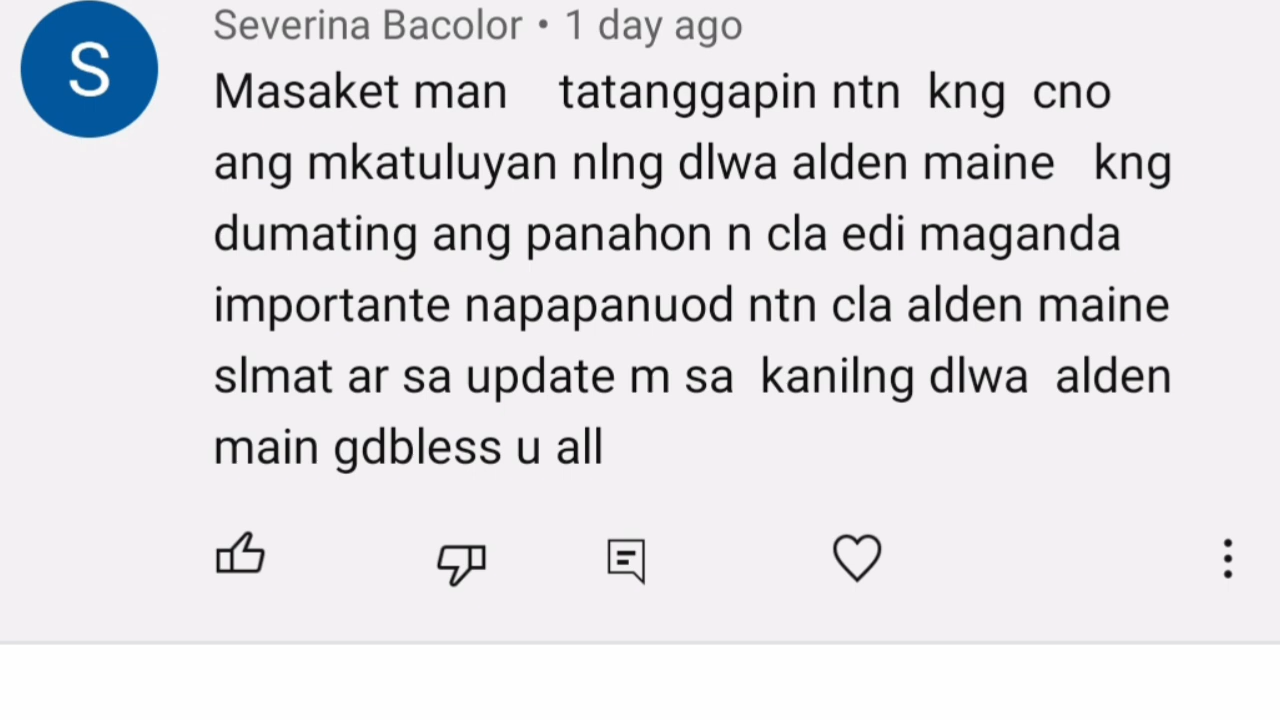 S
Severina Bacolor • 1 day ago
Masaket man tatanggapin ntn kng cno
ang mkatuluyan nlng dlwa alden maine kng
dumating ang panahon n cla edi maganda
importante napapanuod ntn cla alden maine
slmat ar sa update m sa kanilng dlwa alden
main gdbless u all